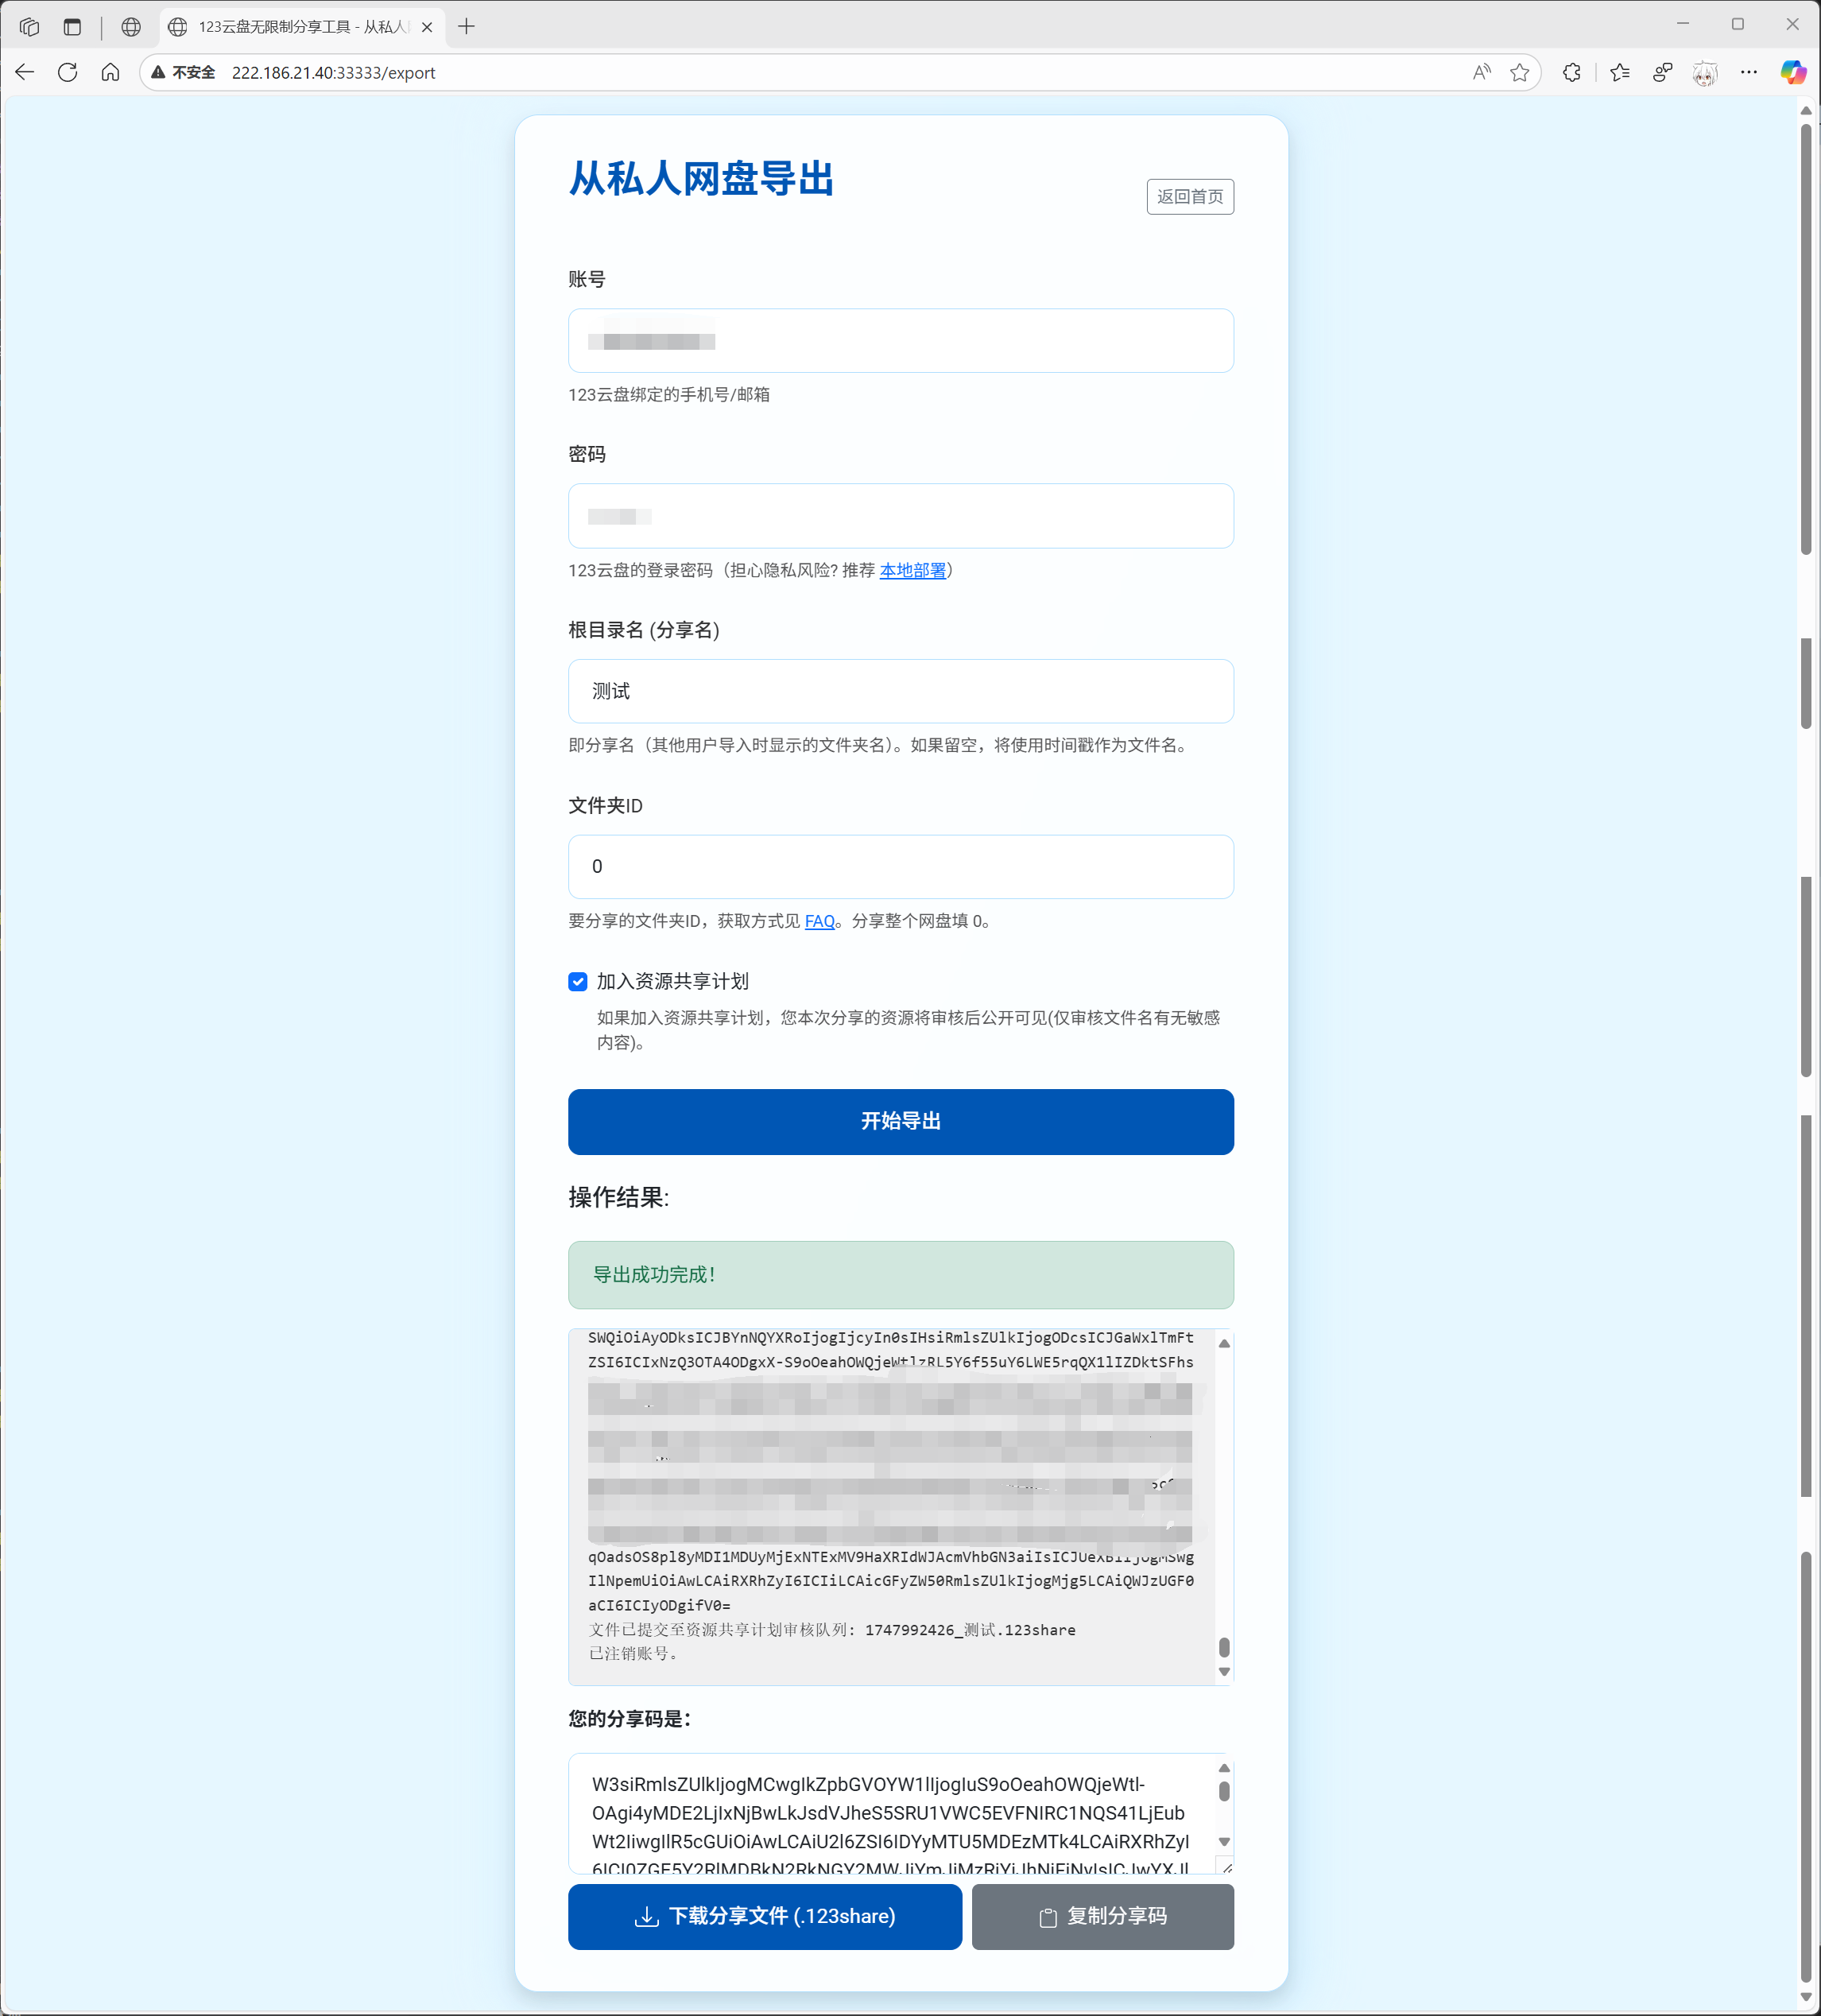 123云盘无限制分享工具 - 从私人
不安全 222.186.21.40:33333/export
从私人网盘导出
返回首页
账号
123云盘绑定的手机号/邮箱
密码
123云盘的登录密码（担心隐私风险? 推荐 本地部署）
根目录名 (分享名)
测试
即分享名（其他用户导入时显示的文件夹名）。如果留空，将使用时间戳作为文件名。
文件夹ID
0
要分享的文件夹ID，获取方式见 FAQ。分享整个网盘填 0。
加入资源共享计划
如果加入资源共享计划，您本次分享的资源将审核后公开可见(仅审核文件名有无敏感
内容)。
开始导出
操作结果:
导出成功完成！
SWQiOiAyODksICJBYnNQYXRoIjogIjcyIn0sIHsiRmlsZUlkIjogODcsICJGaWxlTmFt
ZSI6ICIxNzQ3OTA4ODgxX-S9oOeahOWQjeWtlzRL5Y6f55uY6LWE5rqQX1lIZDktSFhs
qOadsOS8pl8yMDI1MDUyMjExNTExMV9HaXRIdWJAcmVhbGN3aiIsICJUeXBlIjogMSwg
IlNpemUiOiAwLCAiRXRhZyI6ICIiLCAicGFyZW50RmlsZUlkIjogMjg5LCAiQWJzUGF0
aCI6ICIyODgifV0=
文件已提交至资源共享计划审核队列: 1747992426_测试.123share
已注销账号。
您的分享码是：
W3siRmlsZUlkIjogMCwgIkZpbGVOYW1lIjogIuS9oOeahOWQjeWtl-
OAgi4yMDE2LjIxNjBwLkJsdVJheS5SRU1VWC5EVFNIRC1NQS41LjEub
Wt2IiwgIlR5cGUiOiAwLCAiU2l6ZSI6IDYyMTU5MDEzMTk4LCAiRXRhZyI
下载分享文件 (.123share)
复制分享码